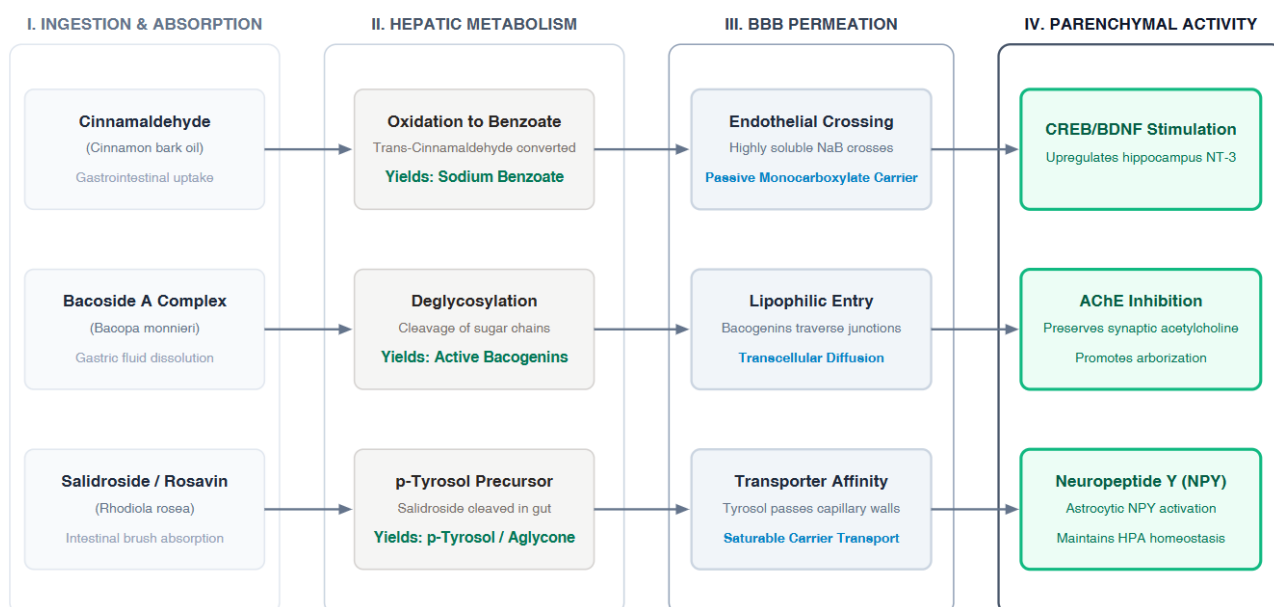 I. INGESTION & ABSORPTION
II. HEPATIC METABOLISM
III. BBB PERMEATION
IV. PARENCHYMAL ACTIVITY
Cinnamaldehyde
(Cinnamon bark oil)
Gastrointestinal uptake
Oxidation to Benzoate
Trans-Cinnamaldehyde converted
Yields: Sodium Benzoate
Endothelial Crossing
Highly soluble NaB crosses
Passive Monocarboxylate Carrier
CREB/BDNF Stimulation
Upregulates hippocampus NT-3
Bacoside A Complex
(Bacopa monnieri)
Gastric fluid dissolution
Deglycosylation
Cleavage of sugar chains
Yields: Active Bacogenins
Lipophilic Entry
Bacogenins traverse junctions
Transcellular Diffusion
AChE Inhibition
Preserves synaptic acetylcholine
Promotes arborization
Salidroside / Rosavin
(Rhodiola rosea)
Intestinal brush absorption
p-Tyrosol Precursor
Salidroside cleaved in gut
Yields: p-Tyrosol / Aglycone
Transporter Affinity
Tyrosol passes capillary walls
Saturable Carrier Transport
Neuropeptide Y (NPY)
Astrocytic NPY activation
Maintains HPA homeostasis